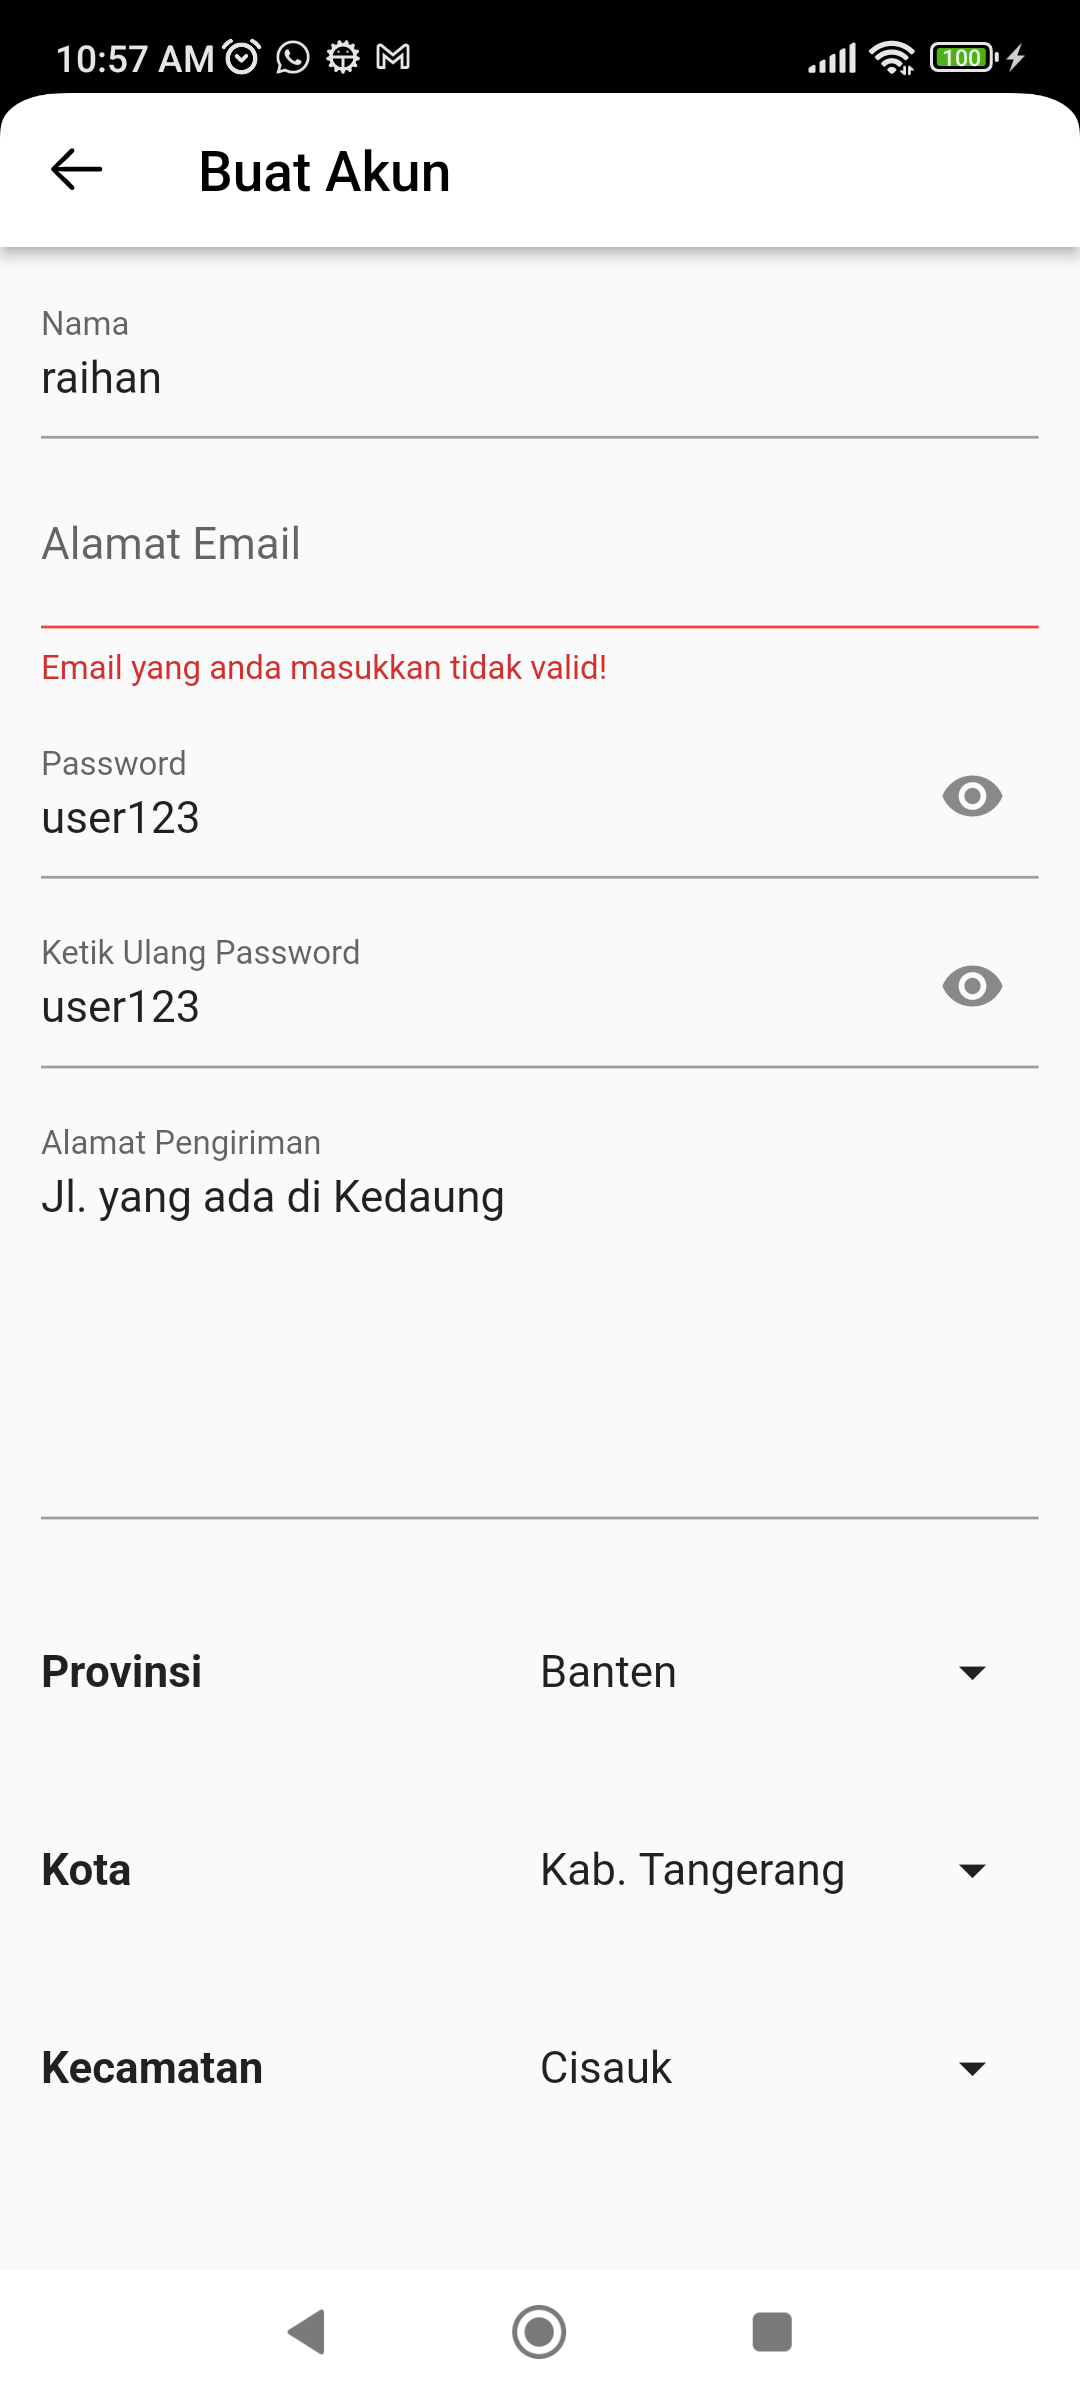 10:57 AM
100
Buat Akun
Nama
raihan
Alamat Email
Email yang anda masukkan tidak valid!
Password
user123
Ketik Ulang Password
user123
Alamat Pengiriman
Jl. yang ada di Kedaung
Provinsi Banten
Kota Kab. Tangerang
Kecamatan Cisauk